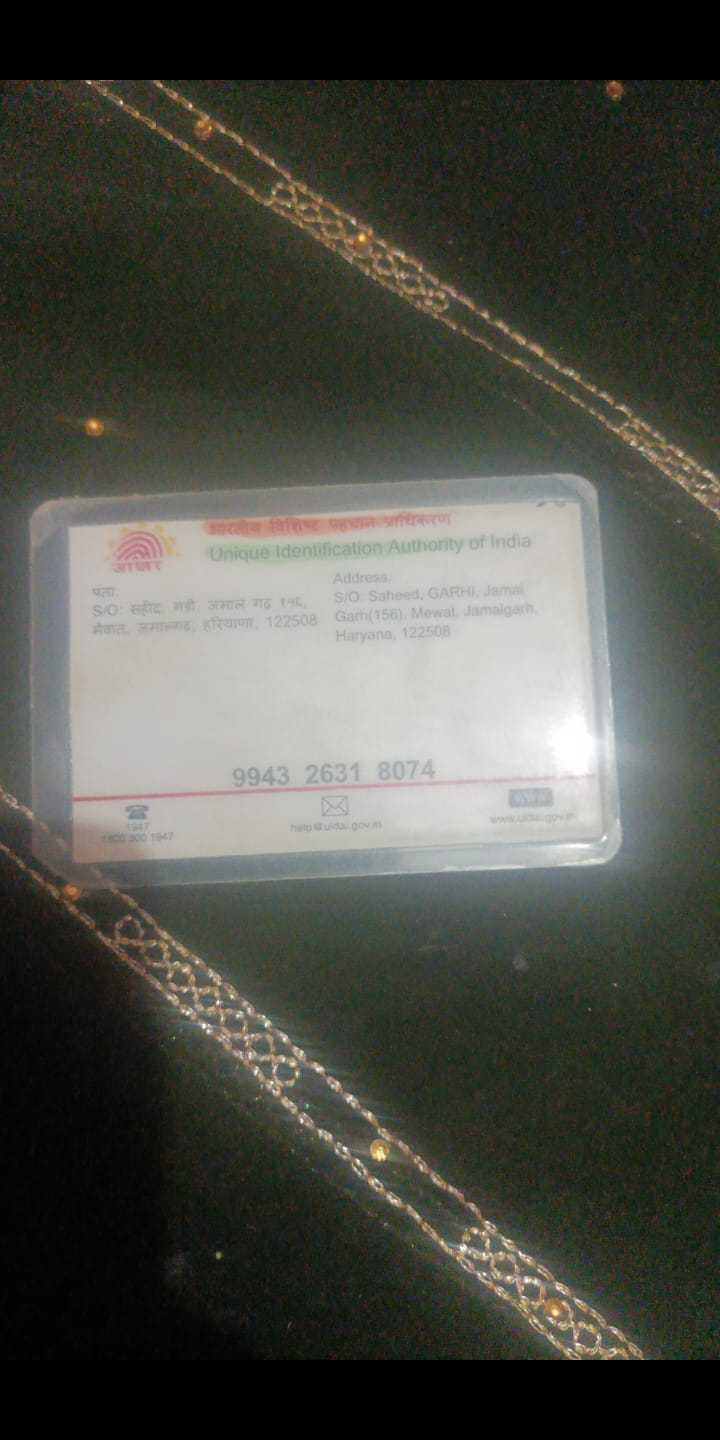 भारतीय विशिष्ट पहचान प्राधिकरण
Unique Identification Authority of India
आधार
पता:
S/O: सहीद, गढ़ी, जमाल गढ़ १५६,
मेवात, जमालगढ, हरियाणा, 122508
Address:
S/O: Saheed, GARHI, Jamal
Garh(156), Mewat, Jamalgarh,
Haryana, 122508
9943 2631 8074
1947
1800 300 1947
help@uidai.gov.in
www.uidai.gov.in